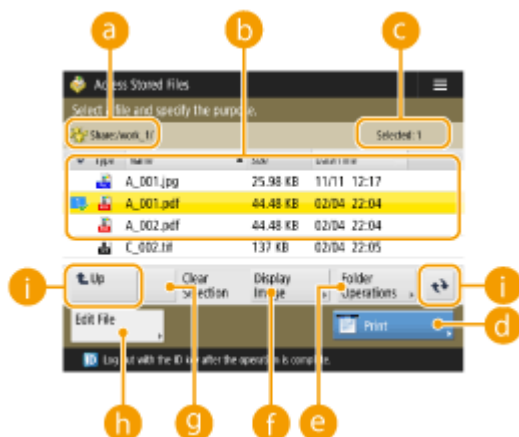 a b c
Access Stored Files
Select a file and specify the purpose.
Share:/work_1/ Selected: 1
Type Name Size Date/Time
A_001.jpg 25.98 KB 11/11 12:17
A_001.pdf 44.48 KB 02/04 22:04
A_002.pdf 44.48 KB 02/04 22:04
C_002.tif 137 KB 02/04 22:05
i Up Clear Selection Display Image Folder Operations i
Edit File Print d
ID Log out with the ID key after the operation is complete.
h g f e